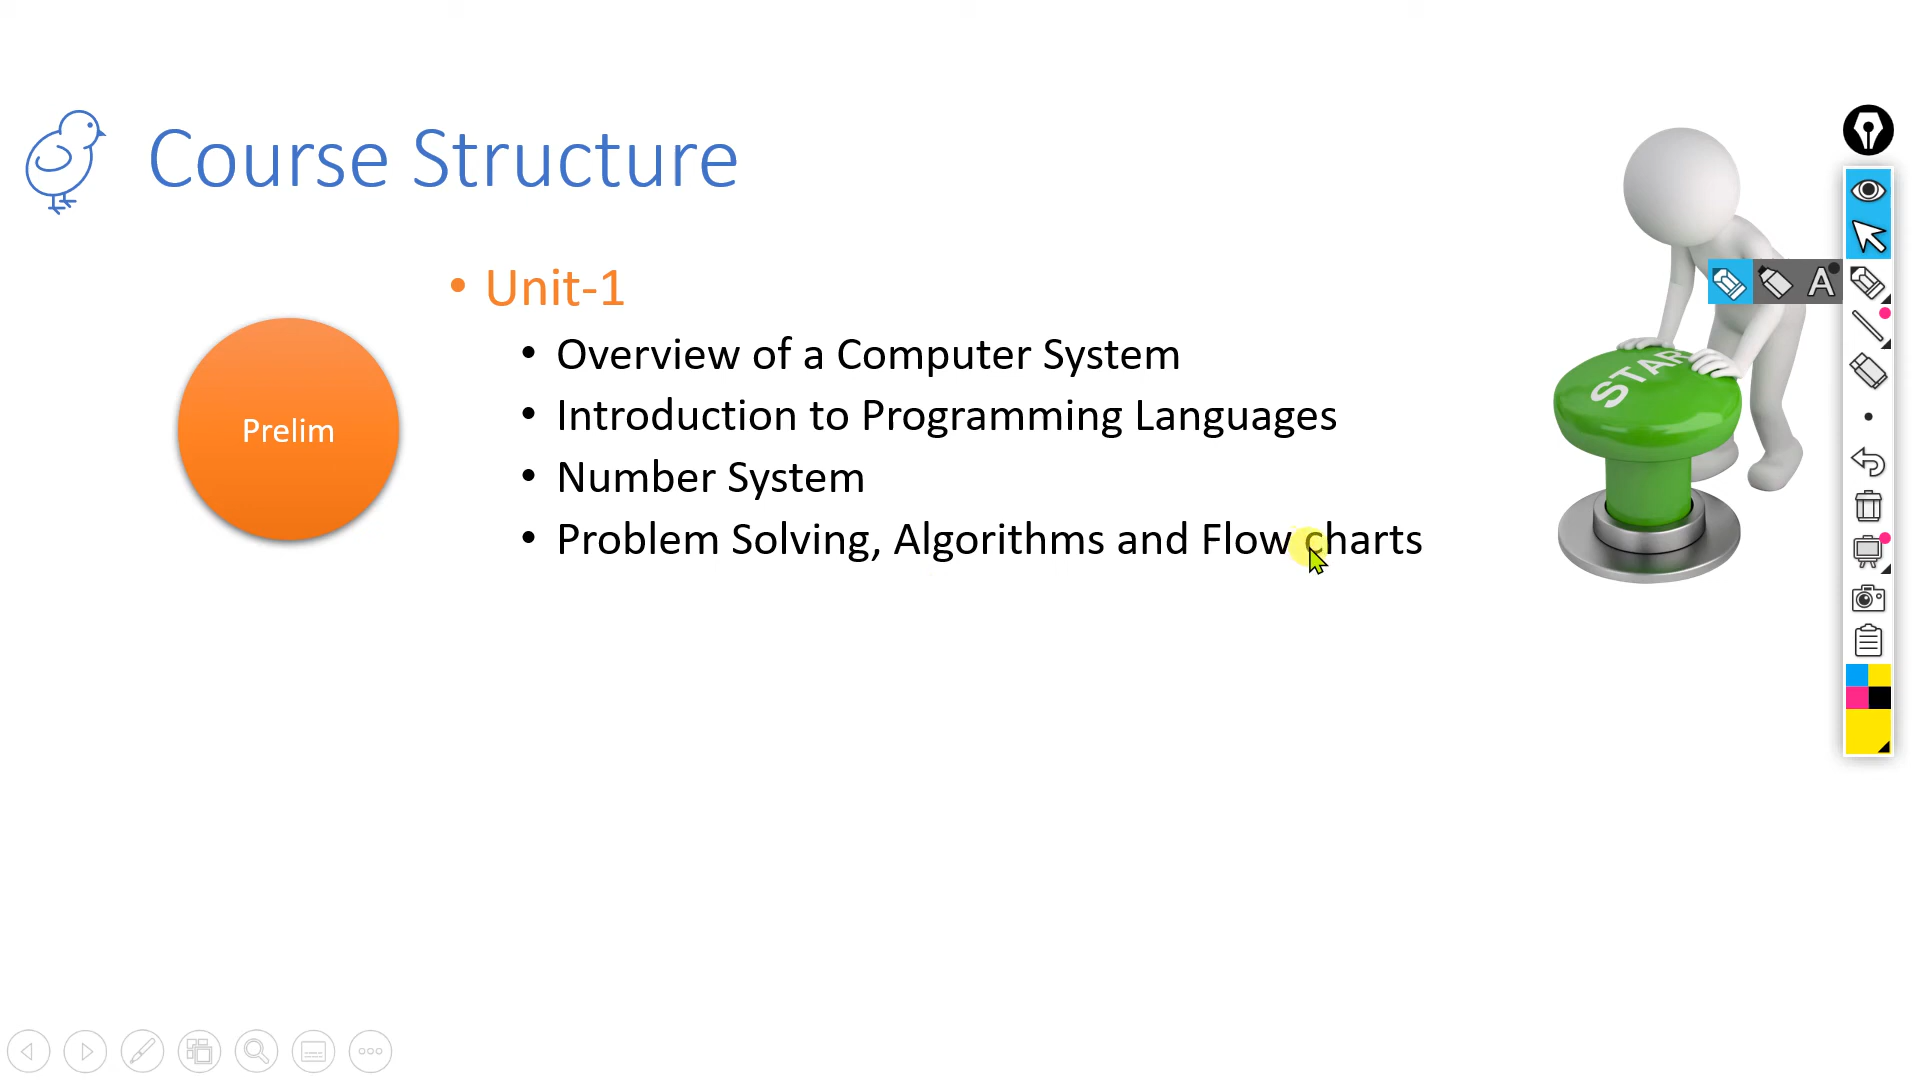 Course Structure
• Unit-1
• Overview of a Computer System
• Introduction to Programming Languages
• Number System
• Problem Solving, Algorithms and Flow charts
Prelim
STAR
A